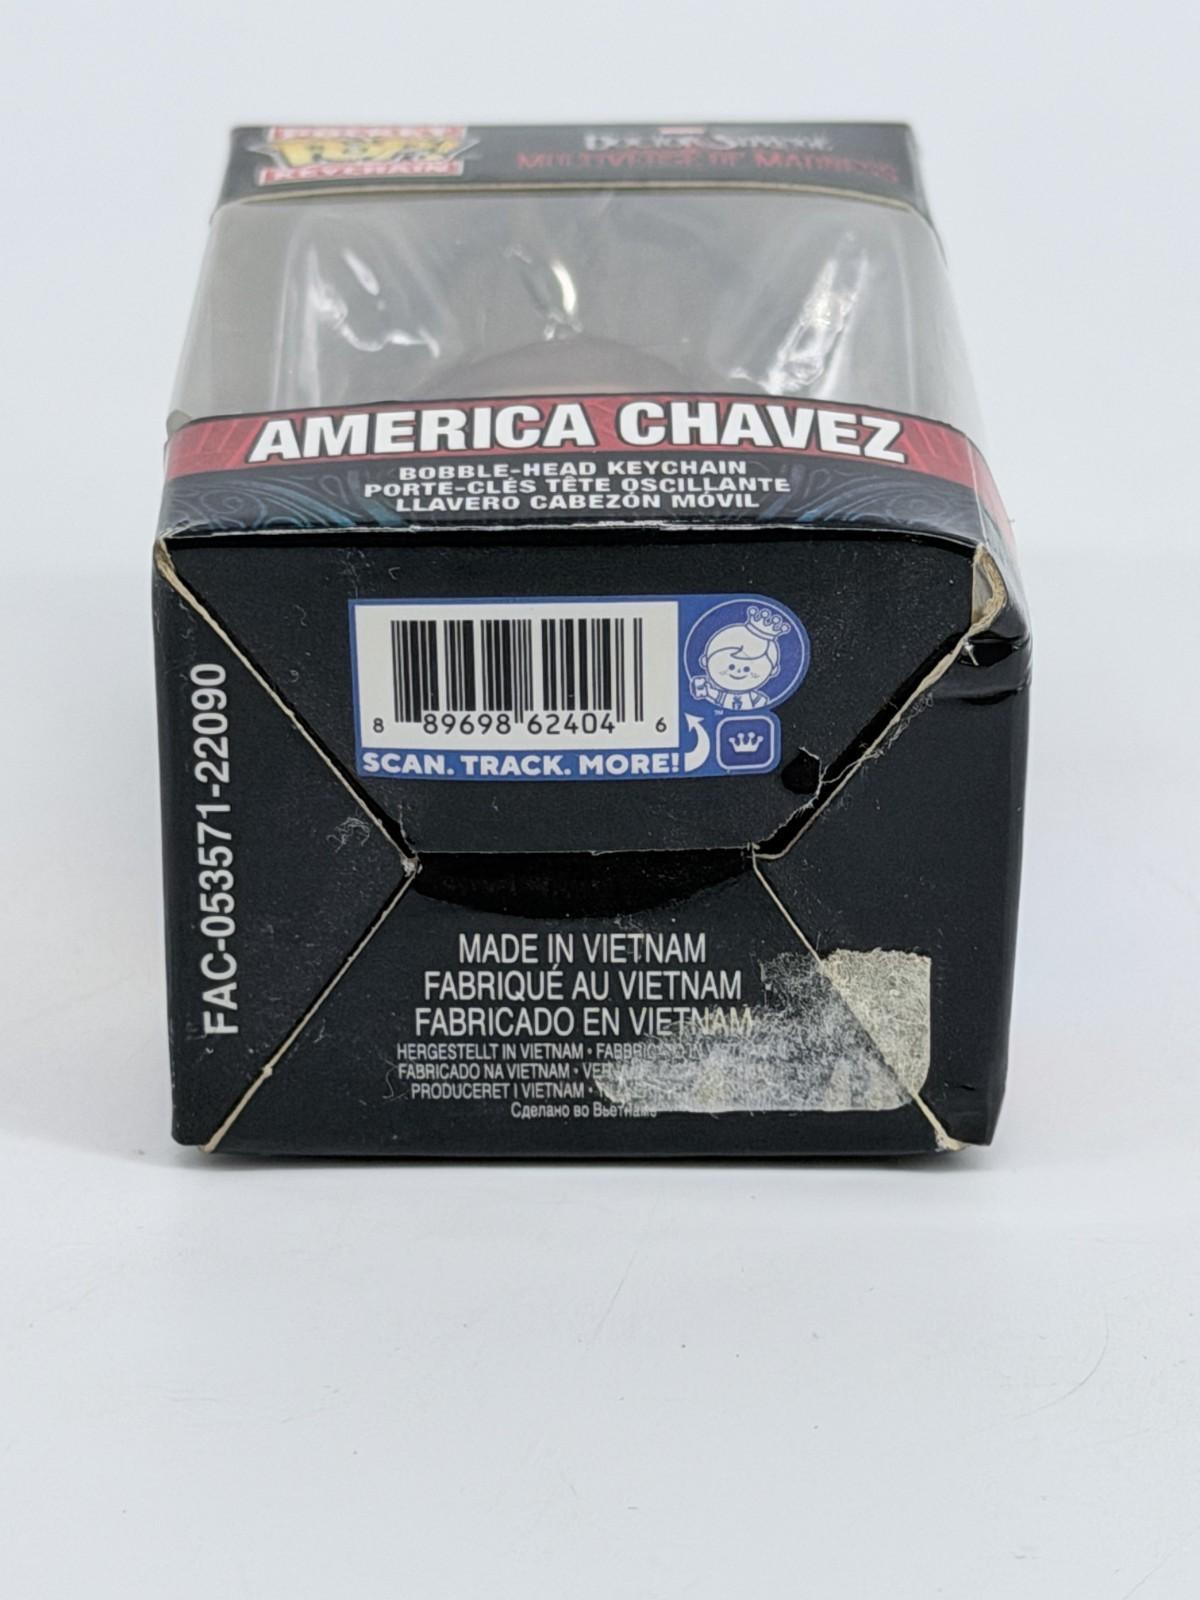 POCKET
POP!
KEYCHAIN
DOCTOR STRANGE
MULTIVERSE OF MADNESS
AMERICA CHAVEZ
BOBBLE-HEAD KEYCHAIN
PORTE-CLÉS TÊTE OSCILLANTE
LLAVERO CABEZÓN MÓVIL
8 89698 62404 6
SCAN. TRACK. MORE!
™
FAC-053571-22090
MADE IN VIETNAM
FABRIQUÉ AU VIETNAM
FABRICADO EN VIETNAM
HERGESTELLT IN VIETNAM •
FABRICADO NA VIETNAM •
PRODUCERET I VIETNAM •
Сделано во Вьетнаме